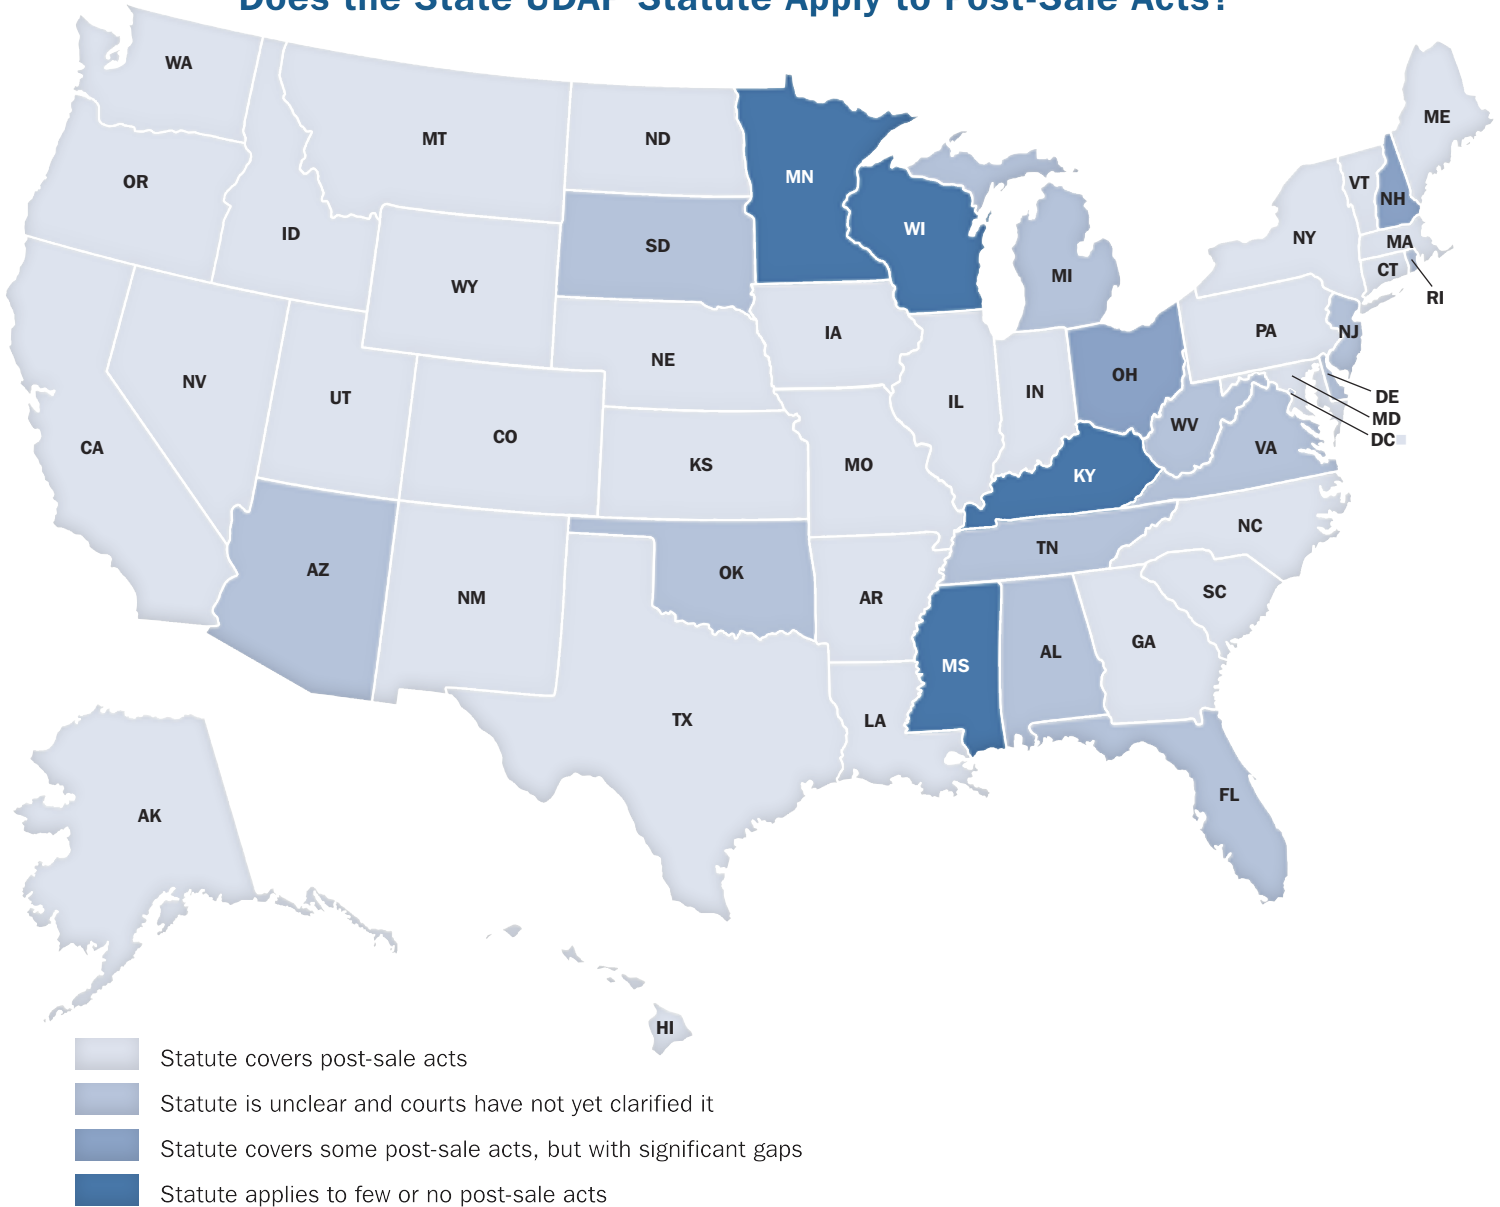 Does the State UDAP Statute Apply to Post-Sale Acts?
WA
MT
ND
MN
ME
OR
ID
SD
WI
MI
VT
NH
NY
MA
CT
RI
WY
IA
NE
PA
NJ
NV
UT
CO
IL
IN
OH
WV
VA
DE
MD
DC
CA
KS
MO
KY
AZ
NM
OK
AR
TN
NC
SC
MS
AL
GA
TX
LA
FL
AK
HI
Statute covers post-sale acts
Statute is unclear and courts have not yet clarified it
Statute covers some post-sale acts, but with significant gaps
Statute applies to few or no post-sale acts